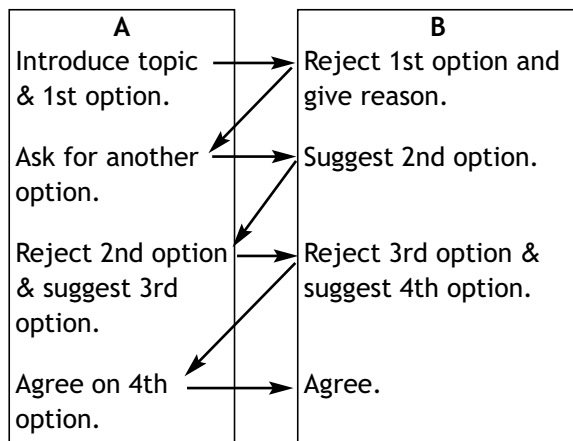 A
Introduce topic
& 1st option.
Ask for another
option.
Reject 2nd option
& suggest 3rd
option.
Agree on 4th
option.
B
Reject 1st option and
give reason.
Suggest 2nd option.
Reject 3rd option &
suggest 4th option.
Agree.